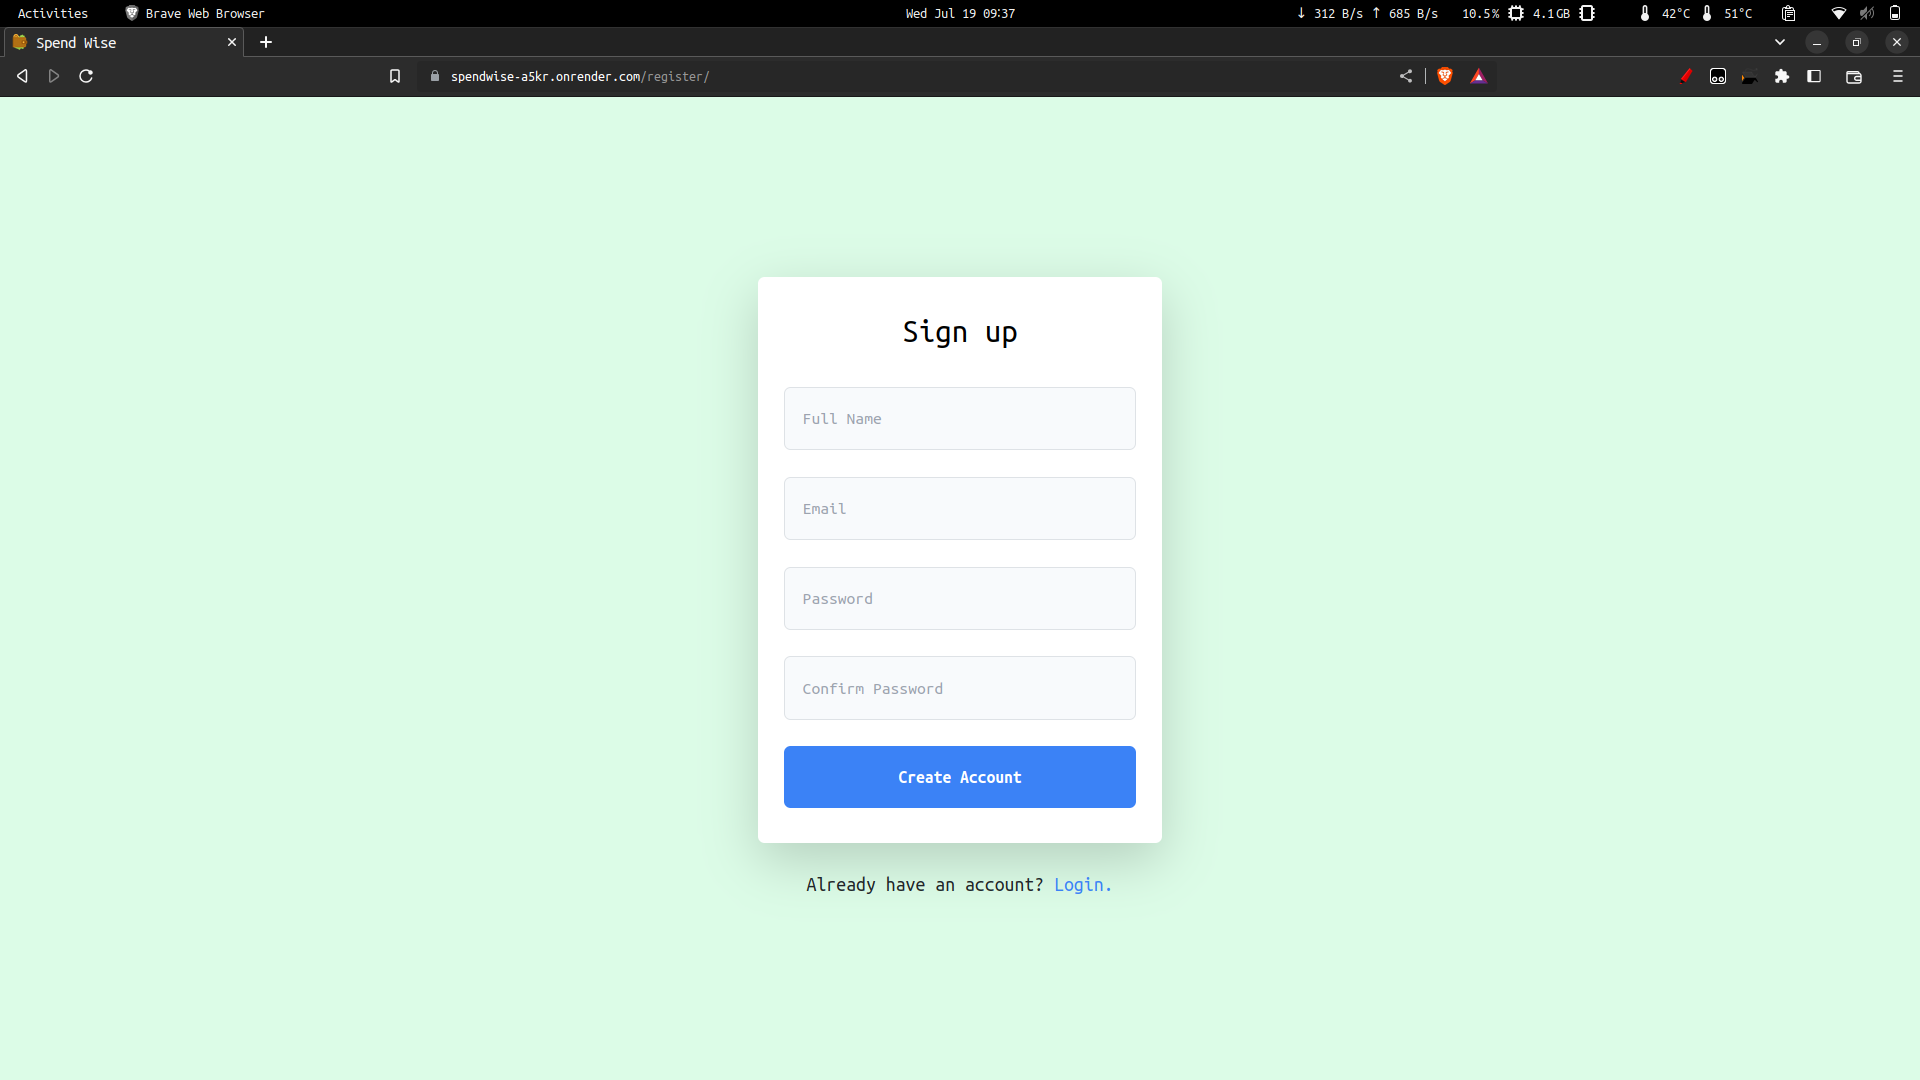 Activities Brave Web Browser Wed Jul 19 09:37 ↓ 312 B/s ↑ 685 B/s 10.5% 4.1GB 42°C 51°C
Spend Wise
spendwise-a5kr.onrender.com/register/
Sign up
Full Name
Email
Password
Confirm Password
Create Account
Already have an account? Login.